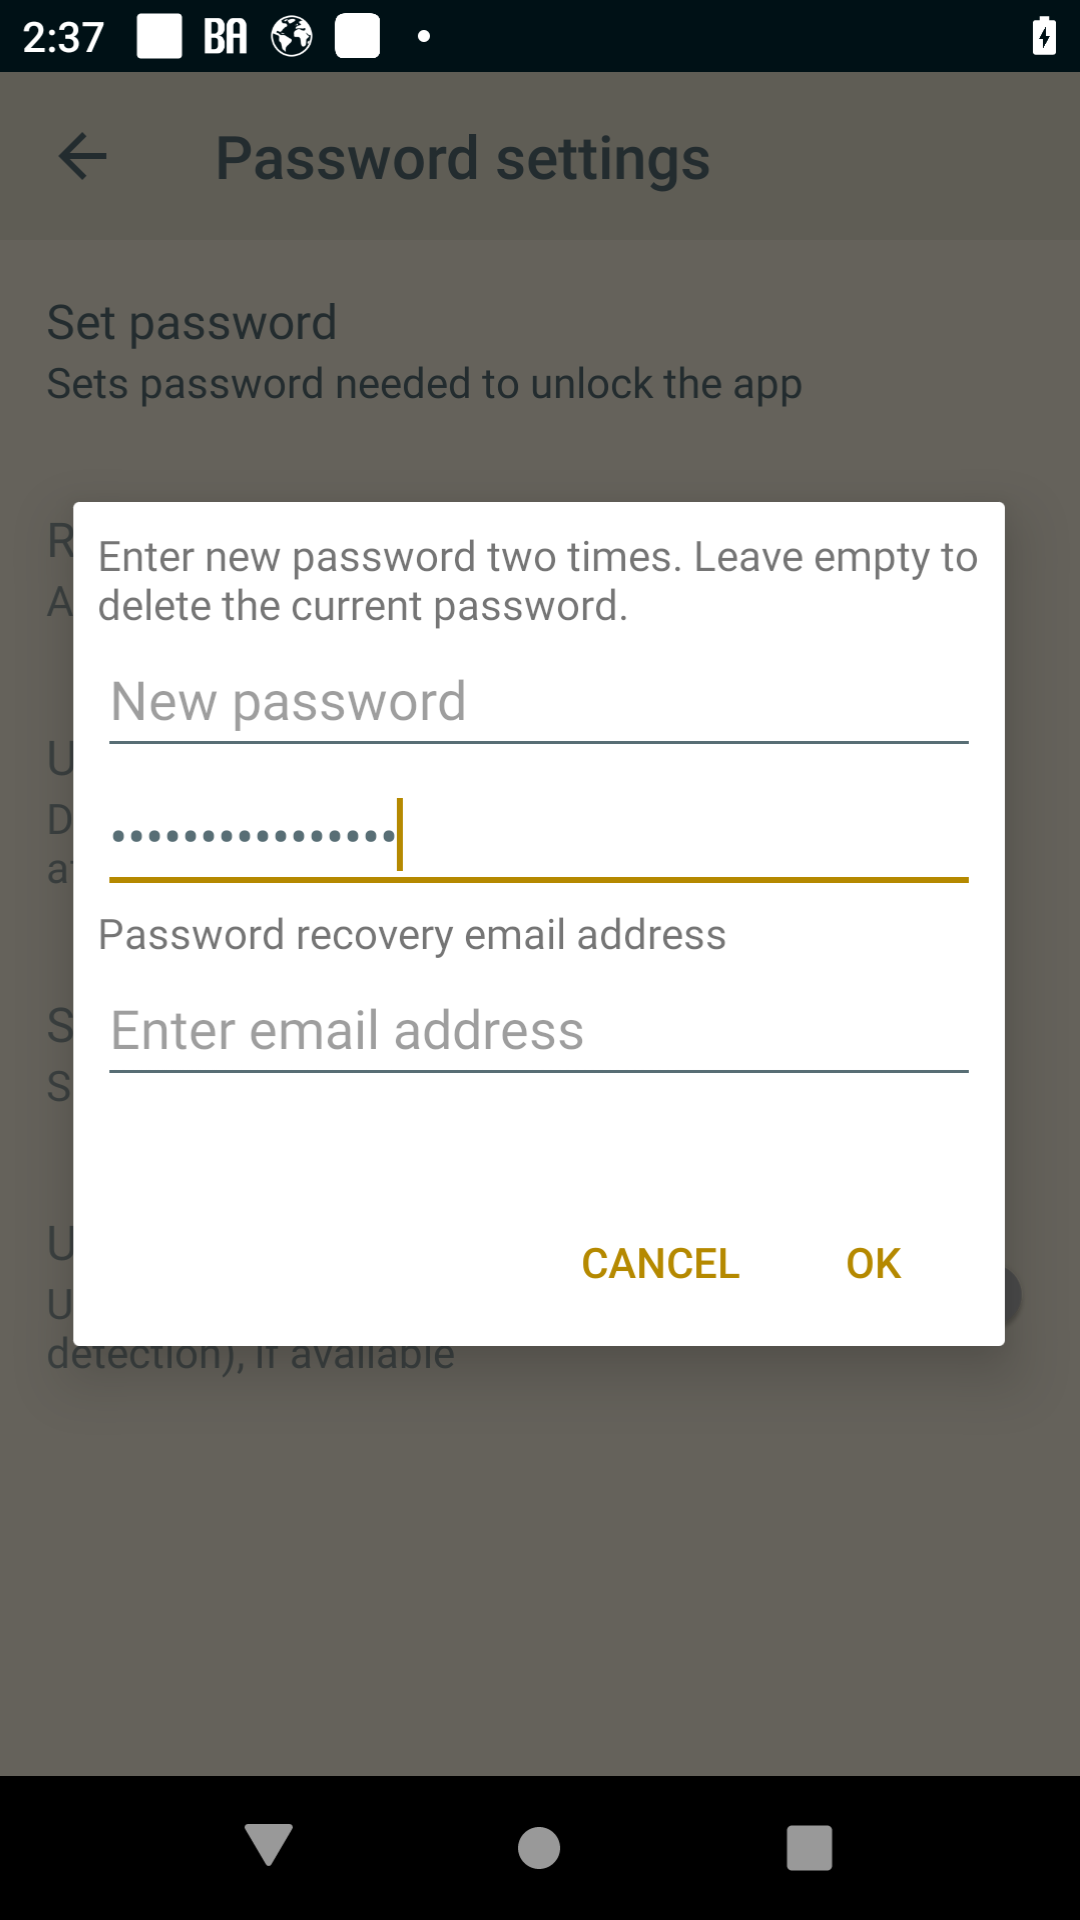 2:37 BA
Password settings
Set password
Sets password needed to unlock the app
R
A
Enter new password two times. Leave empty to
delete the current password.
New password
U
D
a
••••••••••••••••
Password recovery email address
S
Enter email address
S
U
CANCEL OK
U
detection), if available